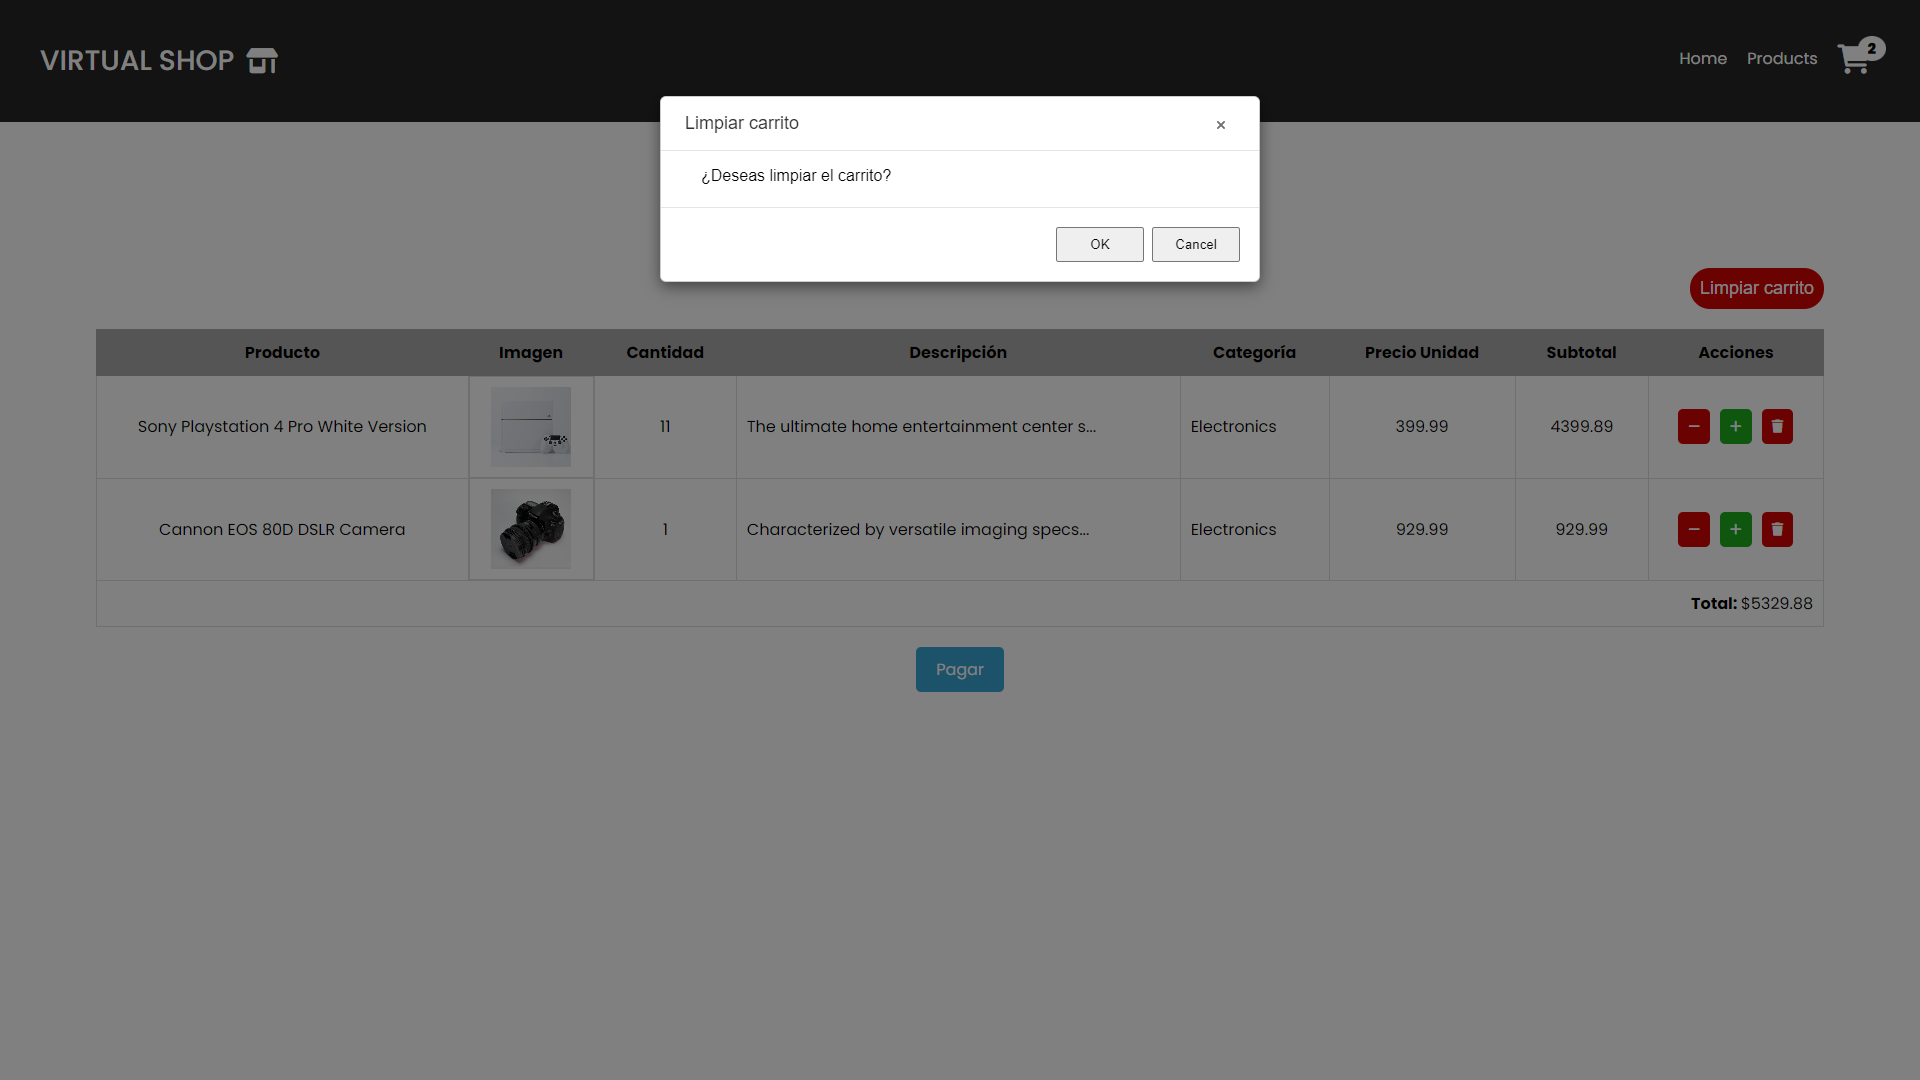 VIRTUAL SHOP
Home Products 2
Limpiar carrito ×
¿Deseas limpiar el carrito?
OK Cancel
Limpiar carrito
Producto Imagen Cantidad Descripción Categoría Precio Unidad Subtotal Acciones
Sony Playstation 4 Pro White Version 11 The ultimate home entertainment center s... Electronics 399.99 4399.89
Cannon EOS 80D DSLR Camera 1 Characterized by versatile imaging specs... Electronics 929.99 929.99
Total: $5329.88
Pagar